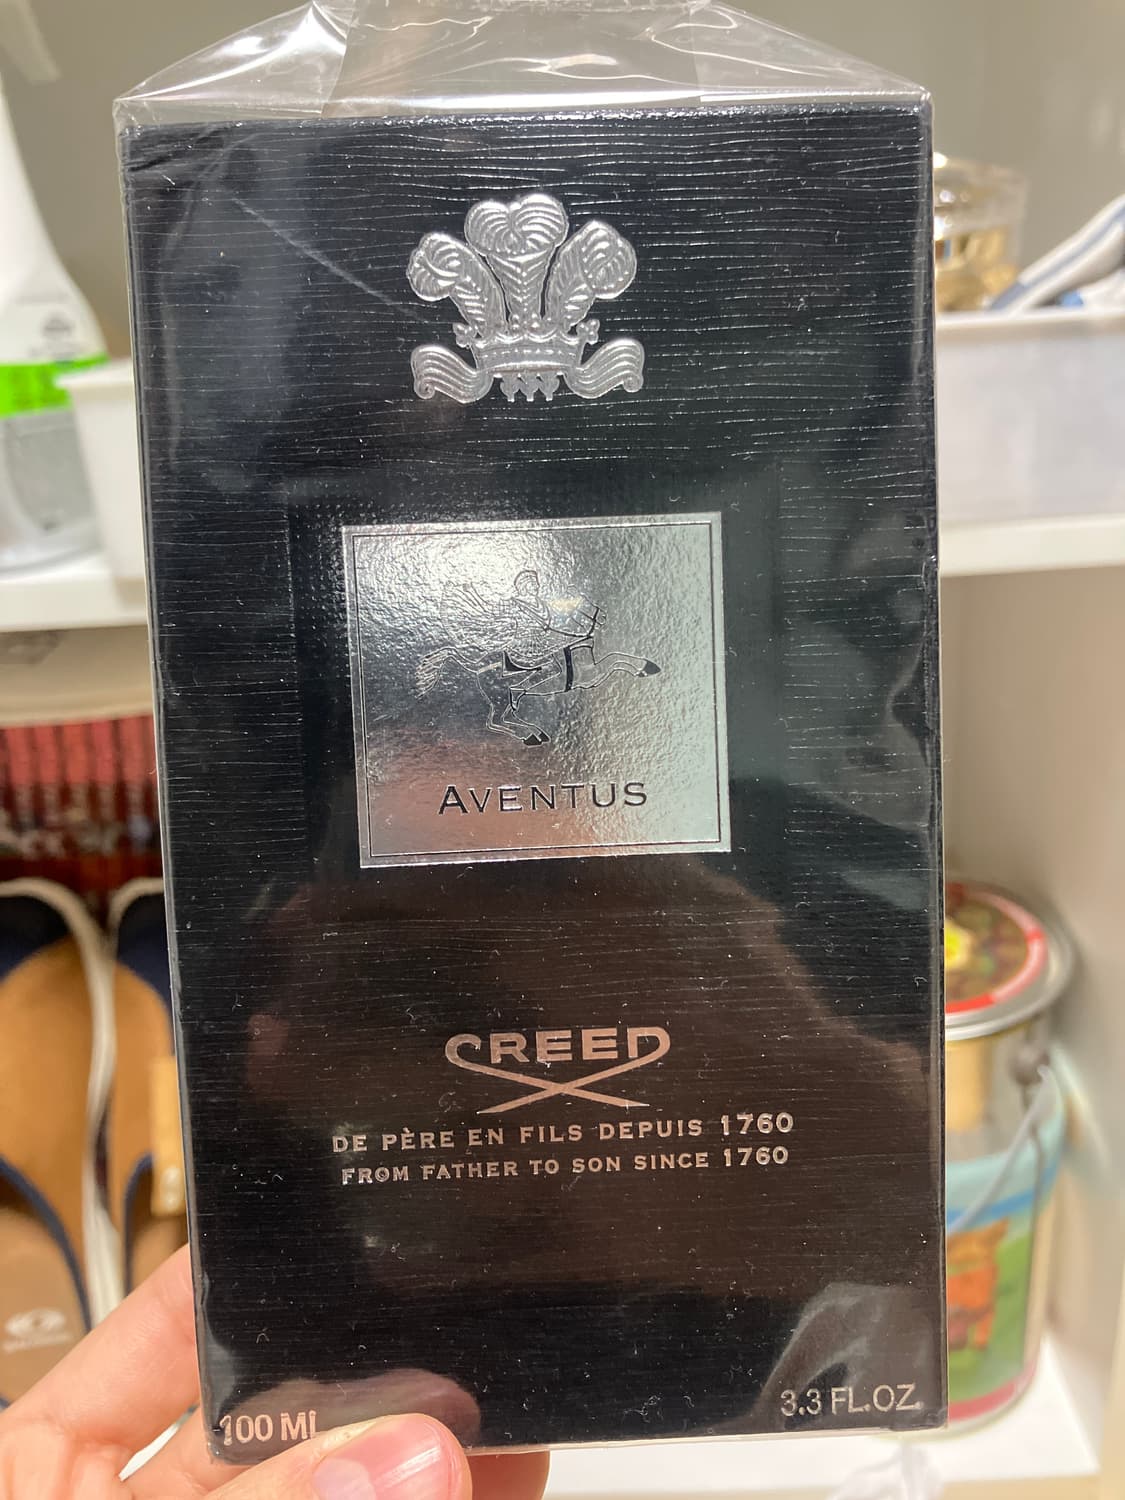 AVENTUS
CREED
DE PÈRE EN FILS DEPUIS 1760
FROM FATHER TO SON SINCE 1760
100 ML
3.3 FL.OZ.